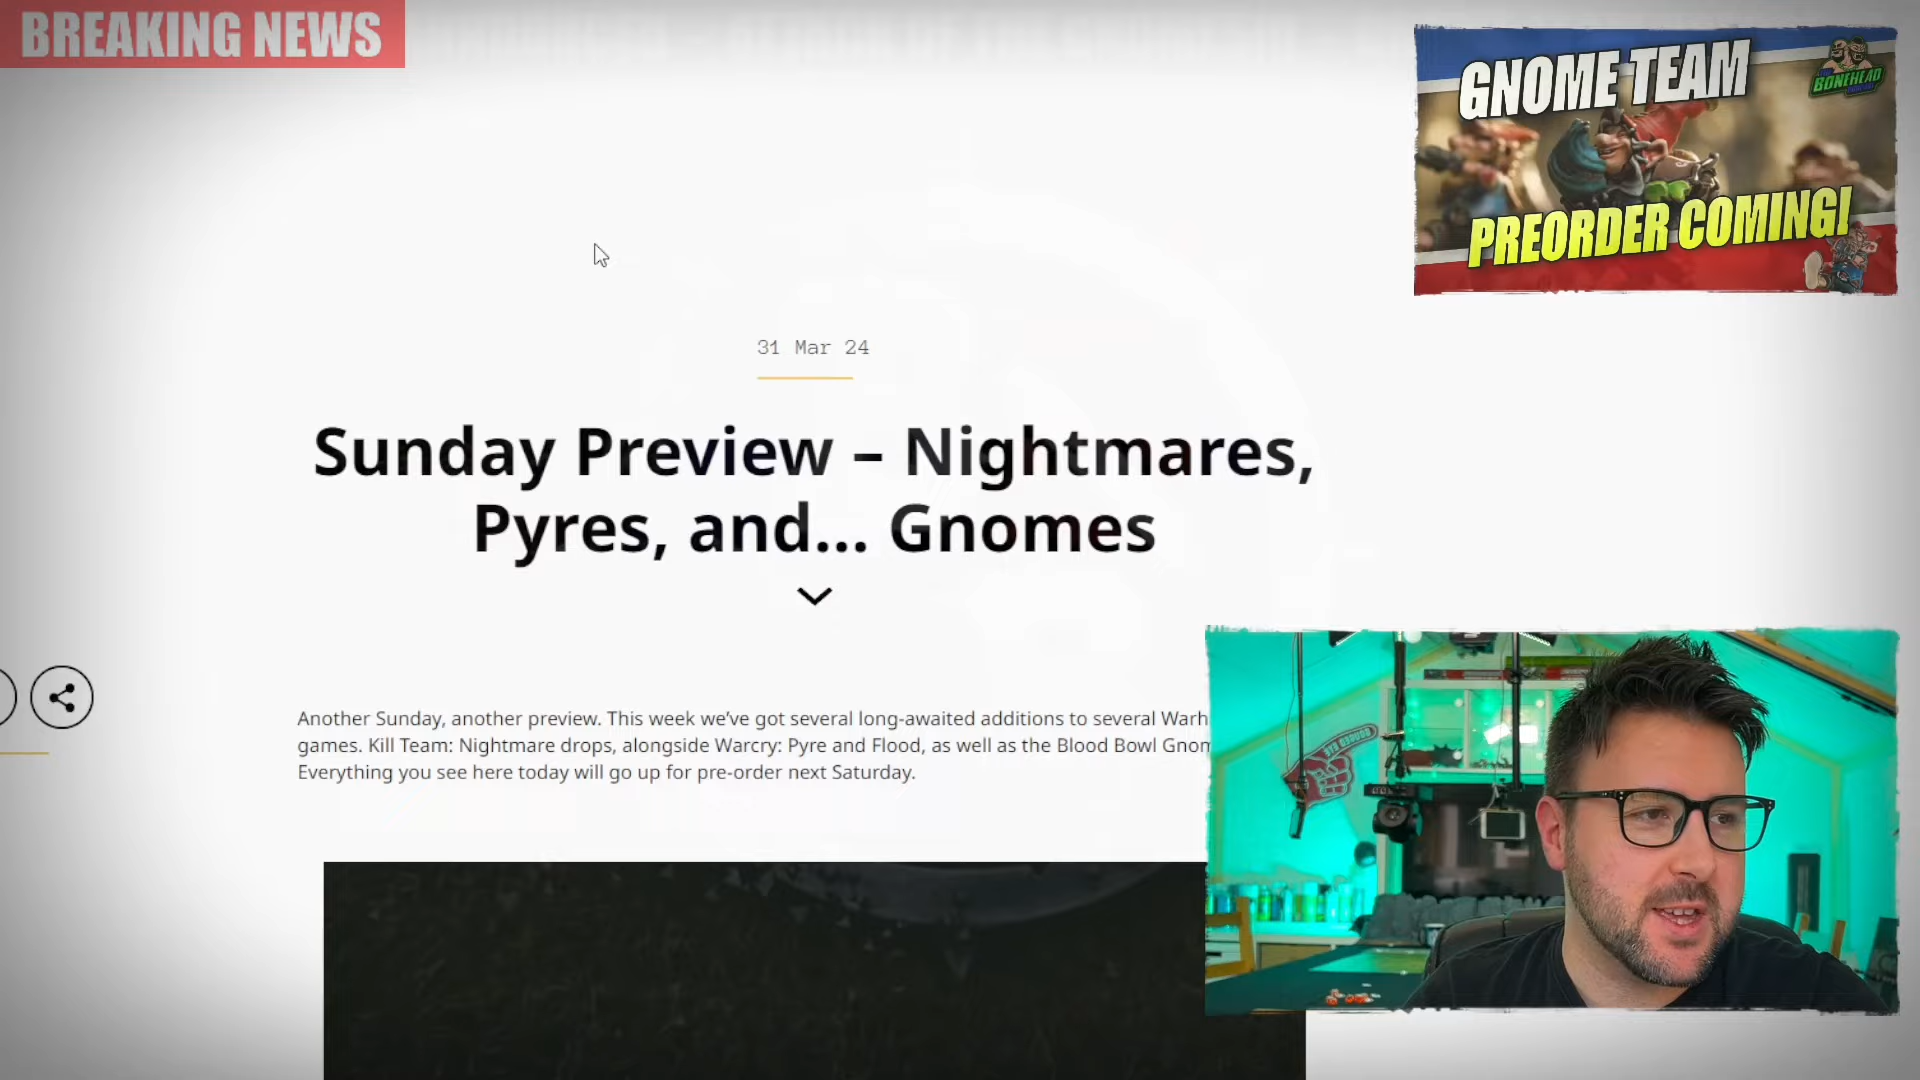 BREAKING NEWS
GNOME TEAM
BONEHEAD
PREORDER COMING!
31 Mar 24
Sunday Preview – Nightmares,
Pyres, and... Gnomes
Another Sunday, another preview. This week we’ve got several long-awaited additions to several Warh
games. Kill Team: Nightmare drops, alongside Warcry: Pyre and Flood, as well as the Blood Bowl Gnom
Everything you see here today will go up for pre-order next Saturday.